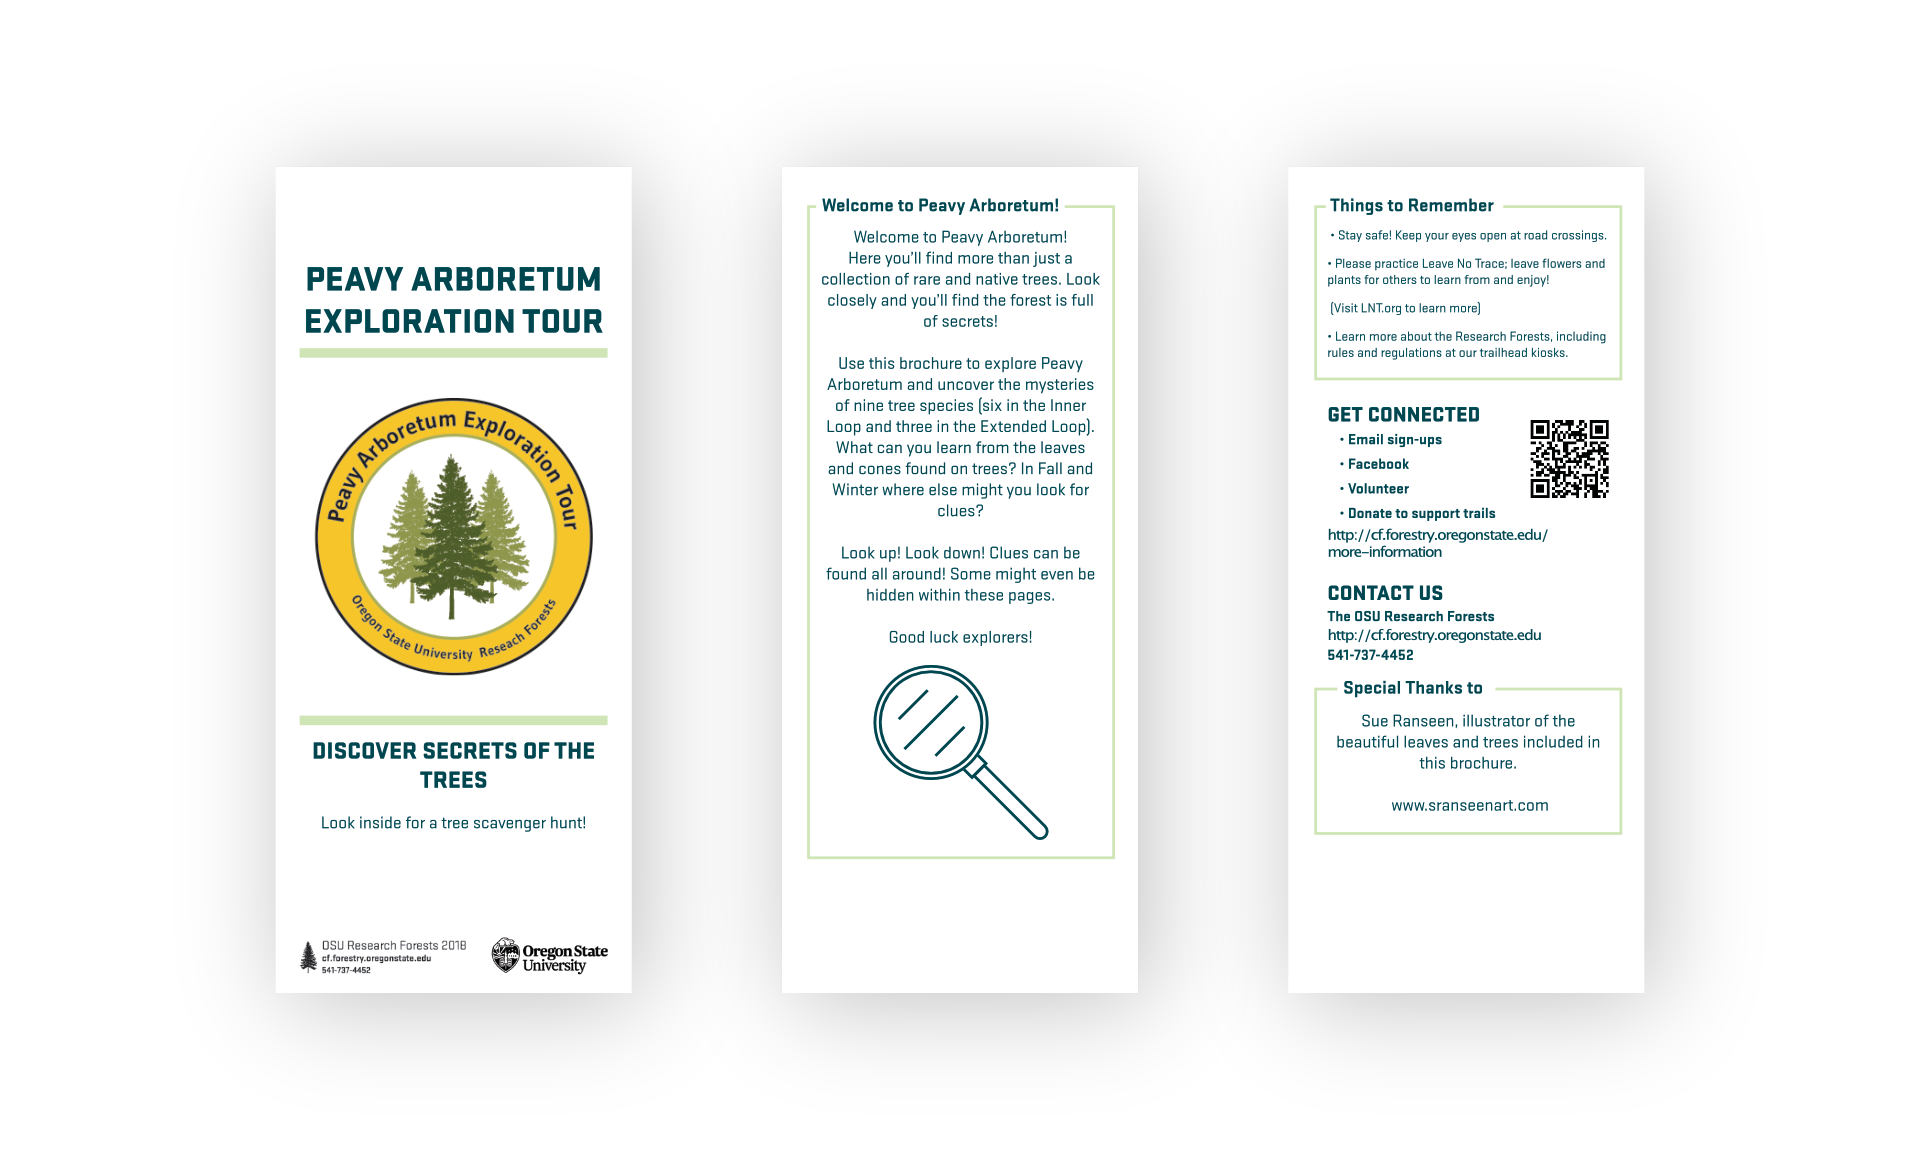 PEAVY ARBORETUM
EXPLORATION TOUR
Peavy Arboretum Exploration Tour
Oregon State University Reseach Forests
DISCOVER SECRETS OF THE
TREES
Look inside for a tree scavenger hunt!
OSU Research Forests 2018
cf.forestry.oregonstate.edu
541-737-4452
Oregon State
University
Welcome to Peavy Arboretum!
Welcome to Peavy Arboretum!
Here you'll find more than just a
collection of rare and native trees. Look
closely and you'll find the forest is full
of secrets!
Use this brochure to explore Peavy
Arboretum and uncover the mysteries
of nine tree species (six in the Inner
Loop and three in the Extended Loop).
What can you learn from the leaves
and cones found on trees? In Fall and
Winter where else might you look for
clues?
Look up! Look down! Clues can be
found all around! Some might even be
hidden within these pages.
Good luck explorers!
Things to Remember
• Stay safe! Keep your eyes open at road crossings.
• Please practice Leave No Trace; leave flowers and
plants for others to learn from and enjoy!
(Visit LNT.org to learn more)
• Learn more about the Research Forests, including
rules and regulations at our trailhead kiosks.
GET CONNECTED
• Email sign-ups
• Facebook
• Volunteer
• Donate to support trails
http://cf.forestry.oregonstate.edu/
more-information
CONTACT US
The OSU Research Forests
http://cf.forestry.oregonstate.edu
541-737-4452
Special Thanks to
Sue Ranseen, illustrator of the
beautiful leaves and trees included in
this brochure.
www.sranseenart.com